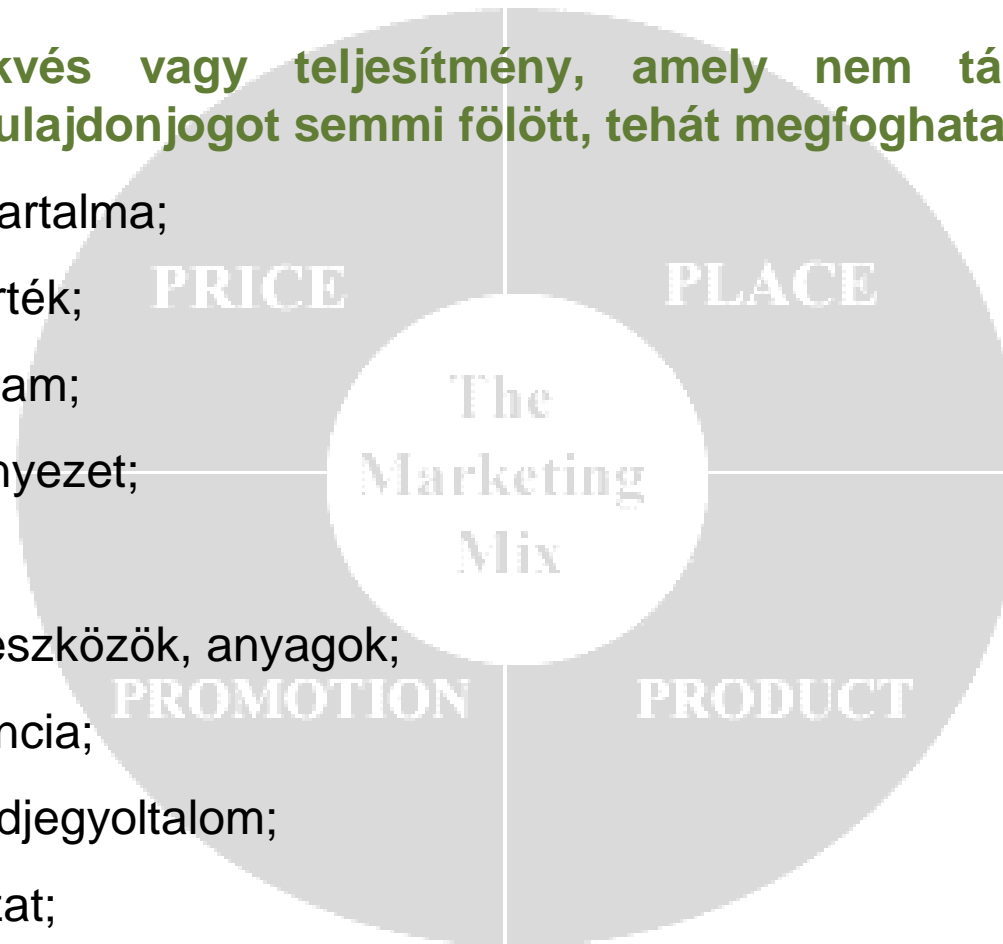 kvés vagy teljesítmény, amely nem tá
ulajdonjogot semmi fölött, tehát megfoghata
artalma;
PRICE
PLACE
rték;
am;
The
Marketing
Mix
nyezet;
eszközök, anyagok;
PROMOTION
PRODUCT
ncia;
djegyoltalom;
zat;